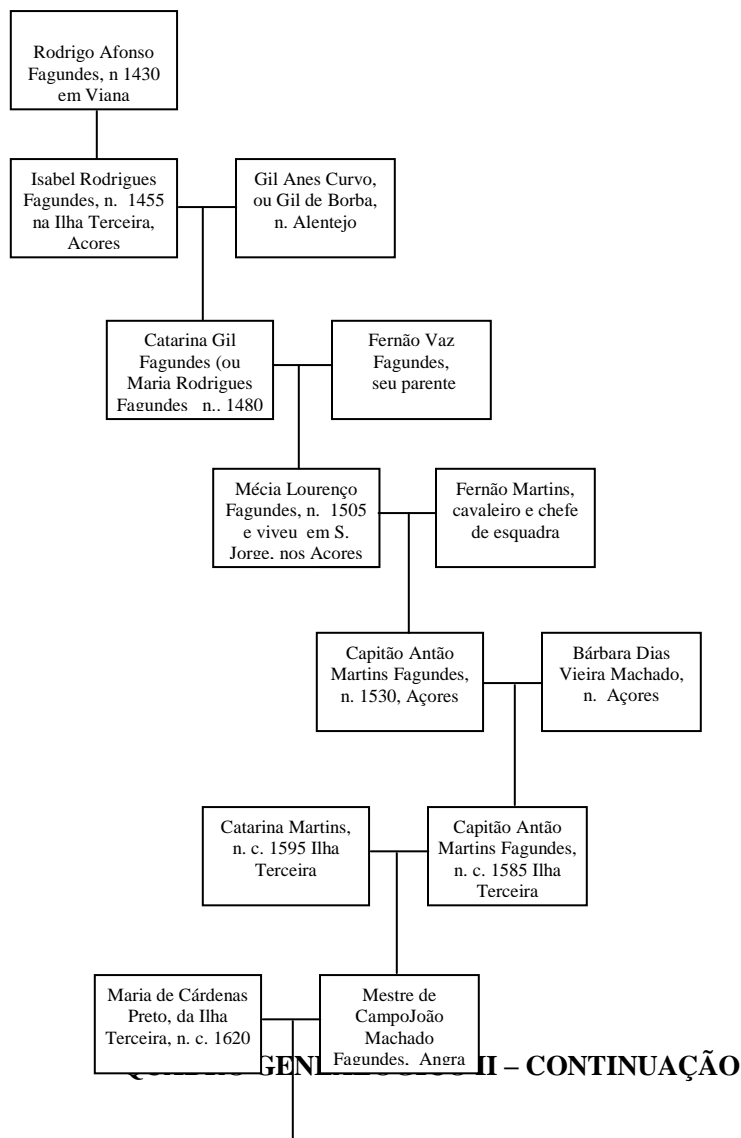 Rodrigo Afonso
Fagundes, n 1430
em Viana
Isabel Rodrigues
Fagundes, n. 1455
na Ilha Terceira,
Acores
Gil Anes Curvo,
ou Gil de Borba,
n. Alentejo
Catarina Gil
Fagundes (ou
Maria Rodrigues
Fagundes n.. 1480
Fernão Vaz
Fagundes,
seu parente
Mécia Lourenço
Fagundes, n. 1505
e viveu em S.
Jorge, nos Açores
Fernão Martins,
cavaleiro e chefe
de esquadra
Capitão Antão
Martins Fagundes,
n. 1530, Açores
Bárbara Dias
Vieira Machado,
n. Açores
Catarina Martins,
n. c. 1595 Ilha
Terceira
Capitão Antão
Martins Fagundes,
n. c. 1585 Ilha
Terceira
Maria de Cárdenas
Preto, da Ilha
Terceira, n. c. 1620
Mestre de
CampoJoão
Machado
Fagundes, Angra
II – CONTINUAÇÃO